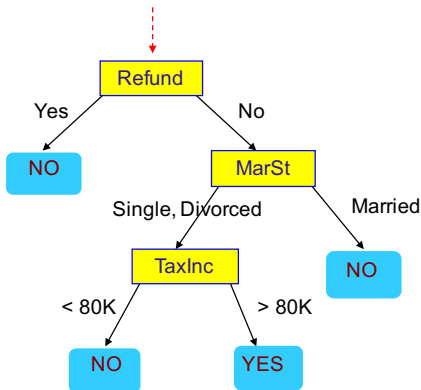 Refund
Yes
No
NO
MarSt
Single, Divorced
Married
TaxInc
NO
< 80K
> 80K
NO
YES